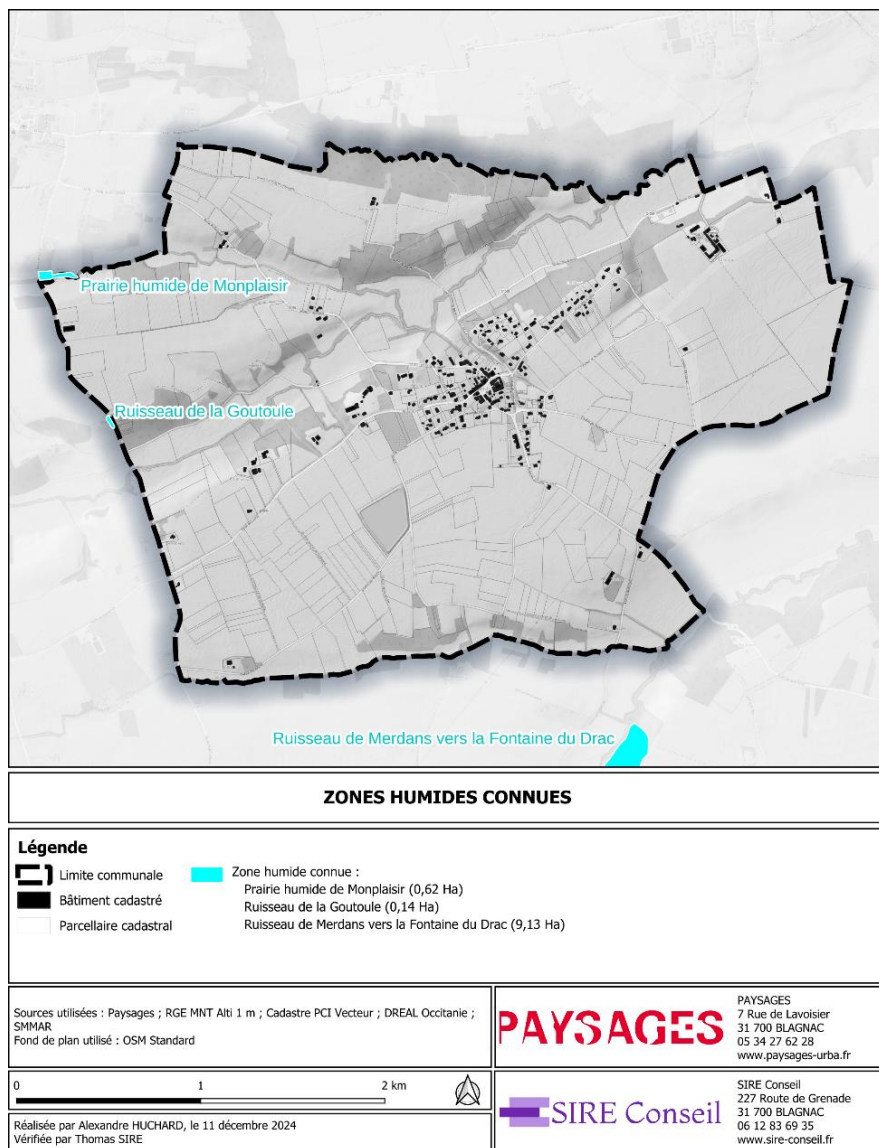 Prairie humide de Monplaisir
Ruisseau de la Goutoule
Ruisseau de Merdans vers la Fontaine du Drac
ZONES HUMIDES CONNUES
Légende
Limite communale
Bâtiment cadastré
Parcellaire cadastral
Zone humide connue :
Prairie humide de Monplaisir (0,62 Ha)
Ruisseau de la Goutoule (0,14 Ha)
Ruisseau de Merdans vers la Fontaine du Drac (9,13 Ha)
Sources utilisées : Paysages ; RGE MNT Alti 1 m ; Cadastre PCI Vecteur ; DREAL Occitanie ;
SMMAR
Fond de plan utilisé : OSM Standard
PAYSAGES
PAYSAGES
7 Rue de Lavoisier
31 700 BLAGNAC
05 34 27 62 28
www.paysages-urba.fr
0 1 2 km
Réalisée par Alexandre HUCHARD, le 11 décembre 2024
Vérifiée par Thomas SIRE
SIRE Conseil
SIRE Conseil
227 Route de Grenade
31 700 BLAGNAC
06 12 83 69 35
www.sire-conseil.fr